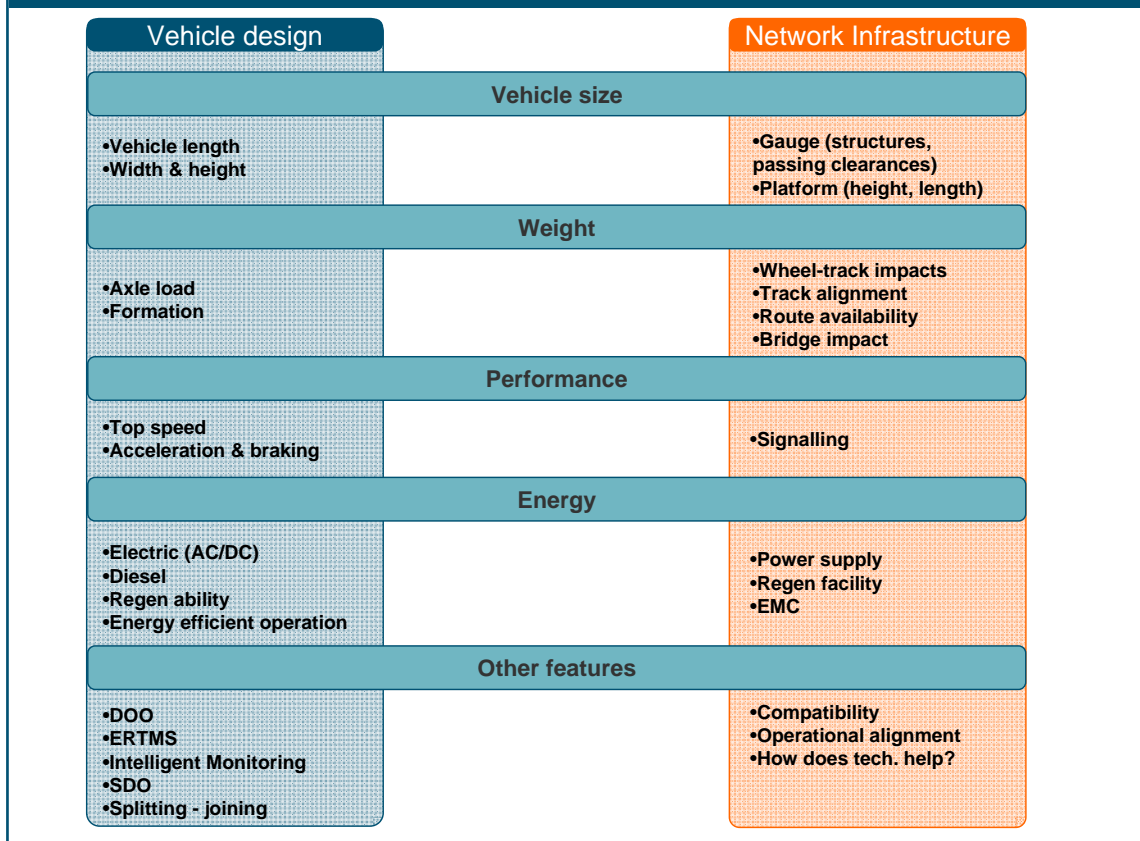 Vehicle design
Network Infrastructure
Vehicle size
•Vehicle length
•Width & height
•Gauge (structures,
passing clearances)
•Platform (height, length)
Weight
•Axle load
•Formation
•Wheel-track impacts
•Track alignment
•Route availability
•Bridge impact
Performance
•Top speed
•Acceleration & braking
•Signalling
Energy
•Electric (AC/DC)
•Diesel
•Regen ability
•Energy efficient operation
•Power supply
•Regen facility
•EMC
Other features
•DOO
•ERTMS
•Intelligent Monitoring
•SDO
•Splitting - joining
•Compatibility
•Operational alignment
•How does tech. help?